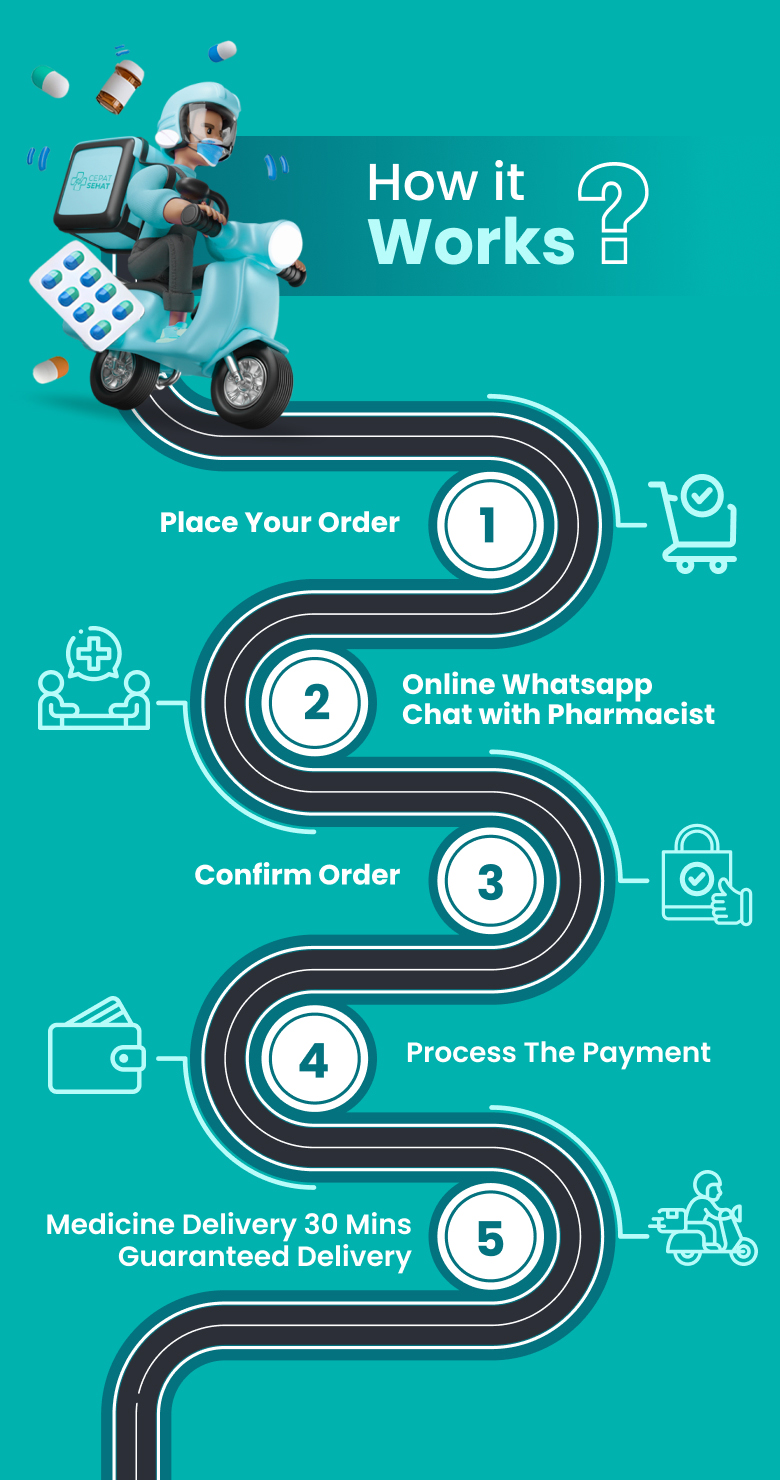 CEPAT
SEHAT
How it
Works?
Place Your Order
1
2
Online Whatsapp
Chat with Pharmacist
Confirm Order
3
4
Process The Payment
Medicine Delivery 30 Mins
Guaranteed Delivery
5